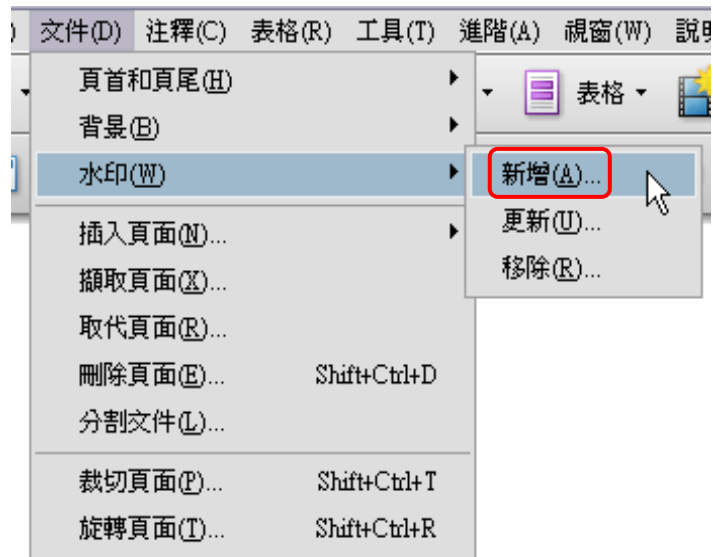 ) 文件(D) 注釋(C) 表格(R) 工具(T) 進階(A) 視窗(W) 說明
頁首和頁尾(H)
表格
背景(B)
水印(W)
新增(A)...
更新(U)...
移除(R)...
插入頁面(N)...
擷取頁面(X)...
取代頁面(R)...
刪除頁面(E)... Shift+Ctrl+D
分割文件(L)...
裁切頁面(P)... Shift+Ctrl+T
旋轉頁面(T)... Shift+Ctrl+R